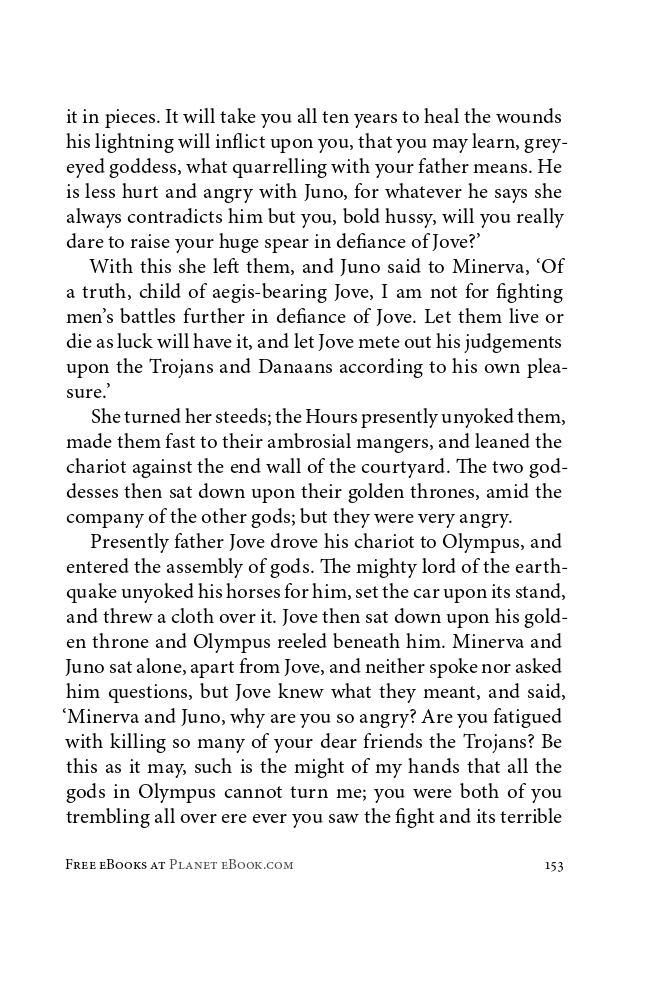 it in pieces. It will take you all ten years to heal the wounds
his lightning will inflict upon you, that you may learn, grey-
eyed goddess, what quarrelling with your father means. He
is less hurt and angry with Juno, for whatever he says she
always contradicts him but you, bold hussy, will you really
dare to raise your huge spear in defiance of Jove?’
With this she left them, and Juno said to Minerva, ‘Of
a truth, child of aegis-bearing Jove, I am not for fighting
men’s battles further in defiance of Jove. Let them live or
die as luck will have it, and let Jove mete out his judgements
upon the Trojans and Danaans according to his own plea-
sure.’
She turned her steeds; the Hours presently unyoked them,
made them fast to their ambrosial mangers, and leaned the
chariot against the end wall of the courtyard. The two god-
desses then sat down upon their golden thrones, amid the
company of the other gods; but they were very angry.
Presently father Jove drove his chariot to Olympus, and
entered the assembly of gods. The mighty lord of the earth-
quake unyoked his horses for him, set the car upon its stand,
and threw a cloth over it. Jove then sat down upon his gold-
en throne and Olympus reeled beneath him. Minerva and
Juno sat alone, apart from Jove, and neither spoke nor asked
him questions, but Jove knew what they meant, and said,
‘Minerva and Juno, why are you so angry? Are you fatigued
with killing so many of your dear friends the Trojans? Be
this as it may, such is the might of my hands that all the
gods in Olympus cannot turn me; you were both of you
trembling all over ere ever you saw the fight and its terrible
Free eBooks at Planet eBook.com 153